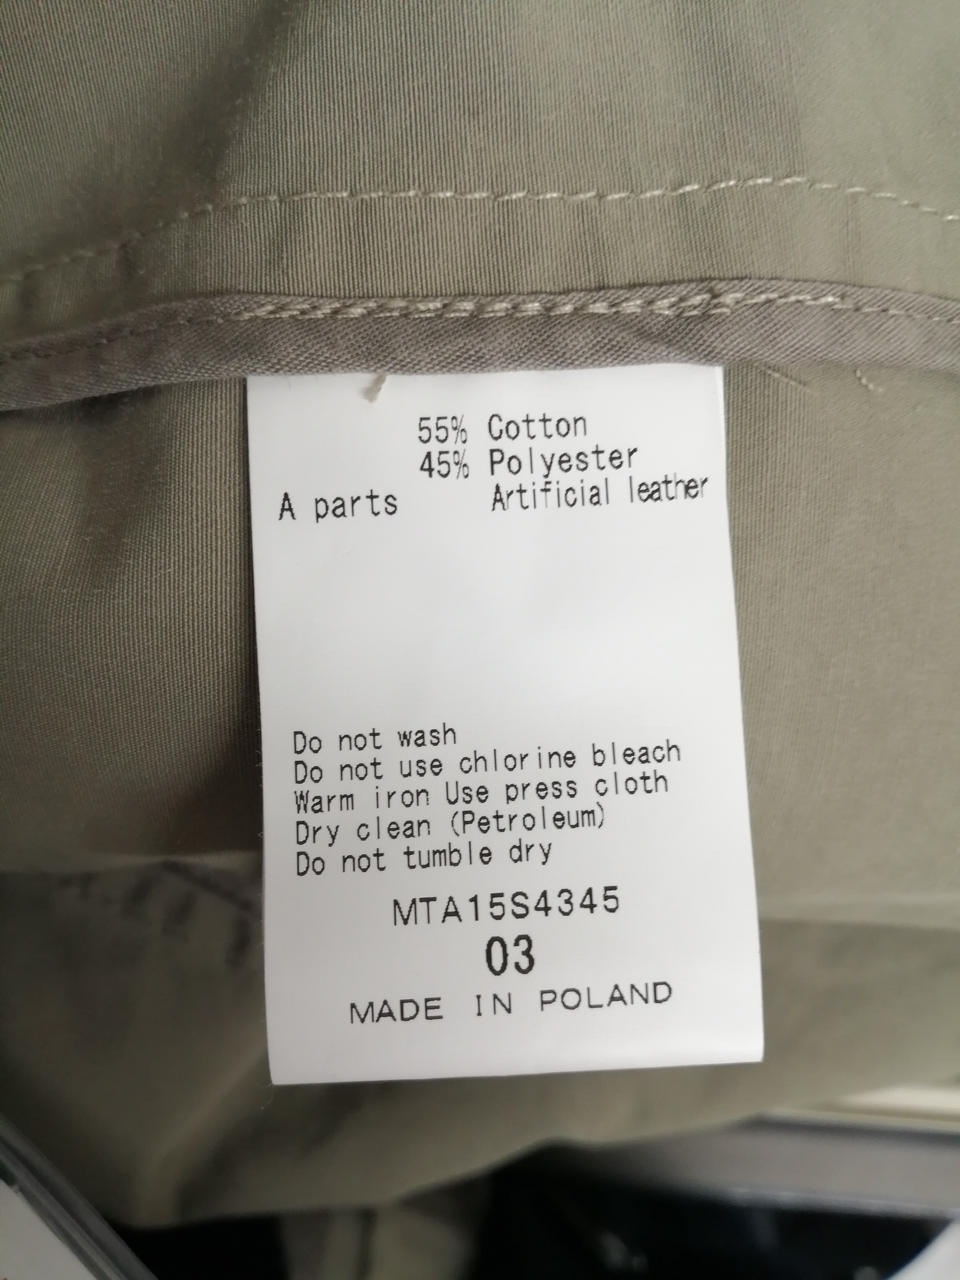 55% Cotton
45% Polyester
A parts Artificial leather
Do not wash
Do not use chlorine bleach
Warm iron Use press cloth
Dry clean (Petroleum)
Do not tumble dry
MTA15S4345
03
MADE IN POLAND